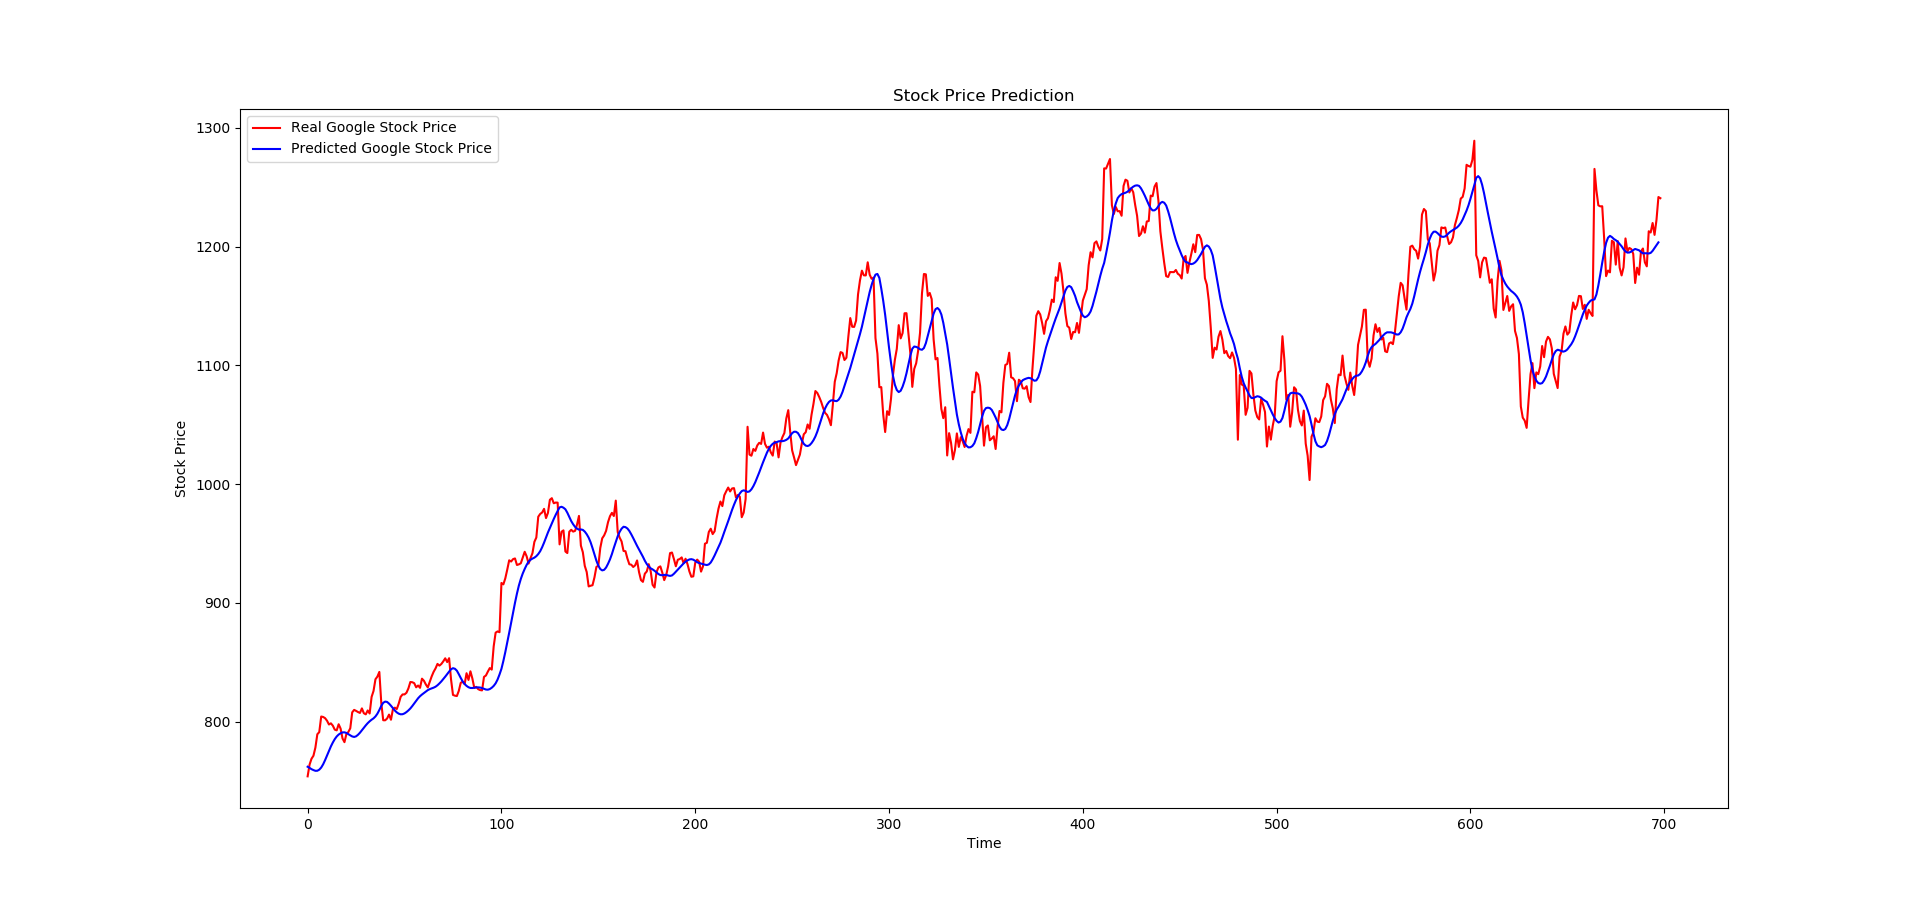 Stock Price Prediction
Real Google Stock Price
Predicted Google Stock Price
1300
1200
1100
1000
900
800
Stock Price
0 100 200 300 400 500 600 700
Time